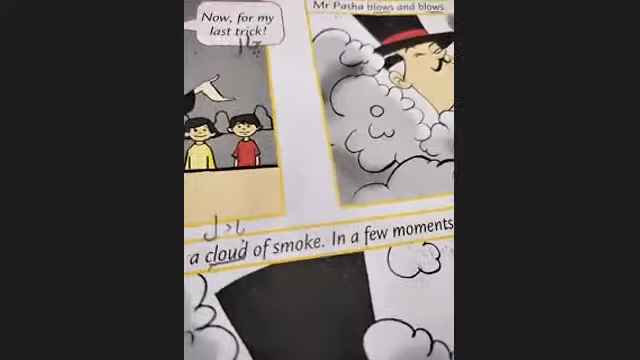 Now, for my
last trick!
Mr Pasha blows and blows
a cloud of smoke. In a few moments